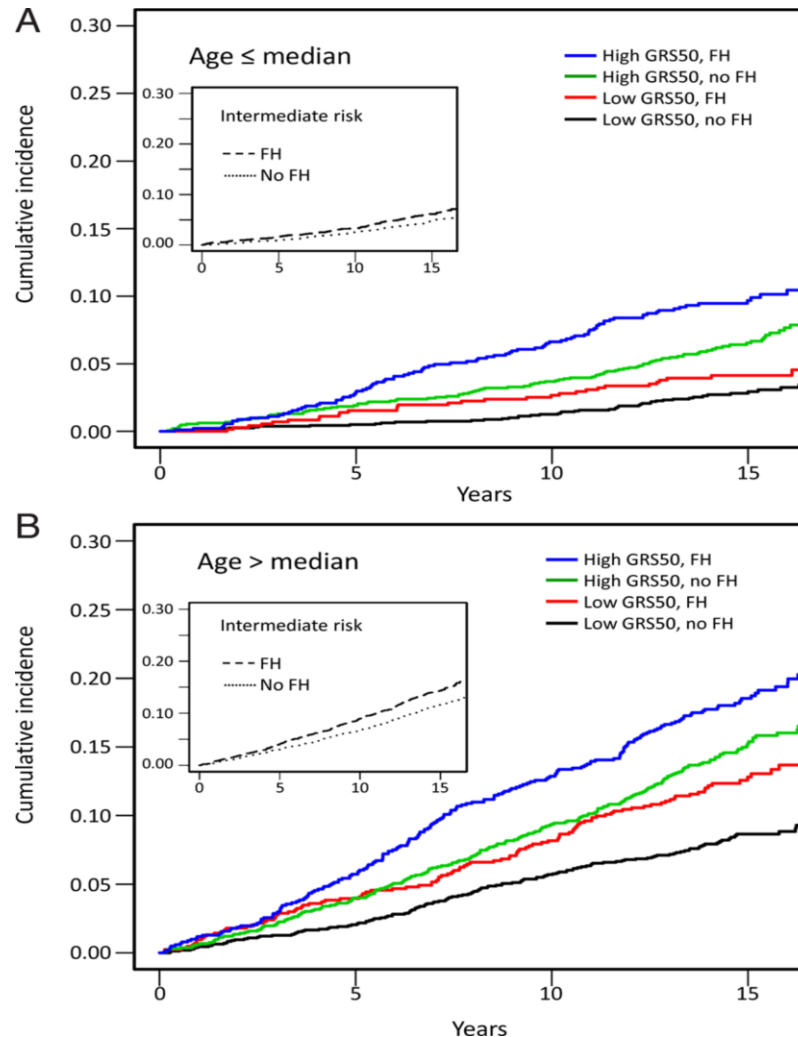 A
Cumulative incidence
0.30
0.25
0.20
0.15
0.10
0.05
0.00
Age ≤ median
0.30
0.20
0.10
0.00
Intermediate risk
FH
No FH
0 5 10 15
High GRS50, FH
High GRS50, no FH
Low GRS50, FH
Low GRS50, no FH
0 5 10 15
Years
B
Cumulative incidence
0.30
0.25
0.20
0.15
0.10
0.05
0.00
Age > median
0.30
0.20
0.10
0.00
Intermediate risk
FH
No FH
0 5 10 15
High GRS50, FH
High GRS50, no FH
Low GRS50, FH
Low GRS50, no FH
0 5 10 15
Years